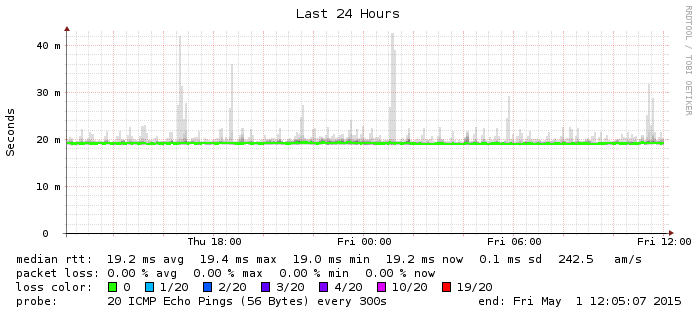 Last 24 Hours
RRDTOOL / TOBI OETIKER
Seconds
40 m
30 m
20 m
10 m
0
Thu 18:00 Fri 00:00 Fri 06:00 Fri 12:00
median rtt: 19.2 ms avg 19.4 ms max 19.0 ms min 19.2 ms now 0.1 ms sd 242.5 am/s
packet loss: 0.00 % avg 0.00 % max 0.00 % min 0.00 % now
loss color: 0 1/20 2/20 3/20 4/20 10/20 19/20
probe: 20 ICMP Echo Pings (56 Bytes) every 300s end: Fri May 1 12:05:07 2015